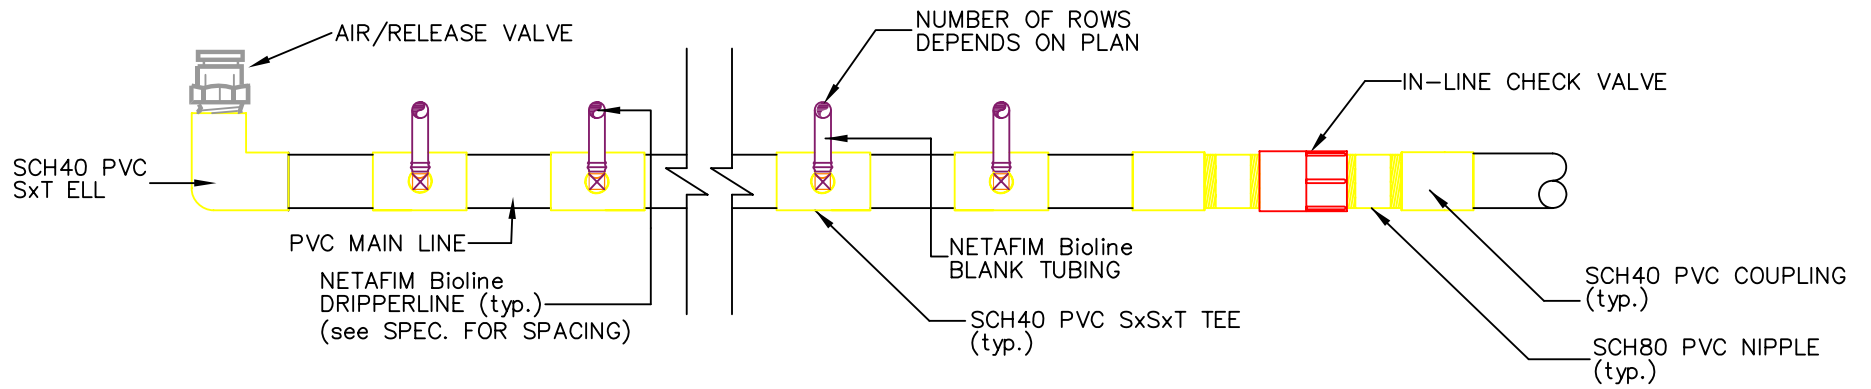 AIR/RELEASE VALVE
NUMBER OF ROWS
DEPENDS ON PLAN
IN-LINE CHECK VALVE
SCH40 PVC
SxT ELL
PVC MAIN LINE
NETAFIM Bioline
DRIPPERLINE (typ.)
(see SPEC. FOR SPACING)
NETAFIM Bioline
BLANK TUBING
SCH40 PVC SxSxT TEE
(typ.)
SCH40 PVC COUPLING
(typ.)
SCH80 PVC NIPPLE
(typ.)